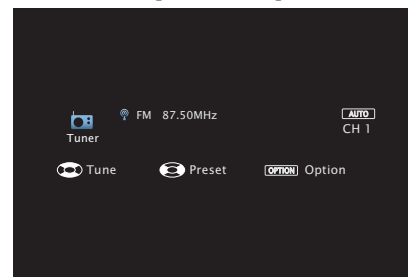 FM 87.50MHz
AUTO
CH 1
Tuner
Tune Preset OPTION Option